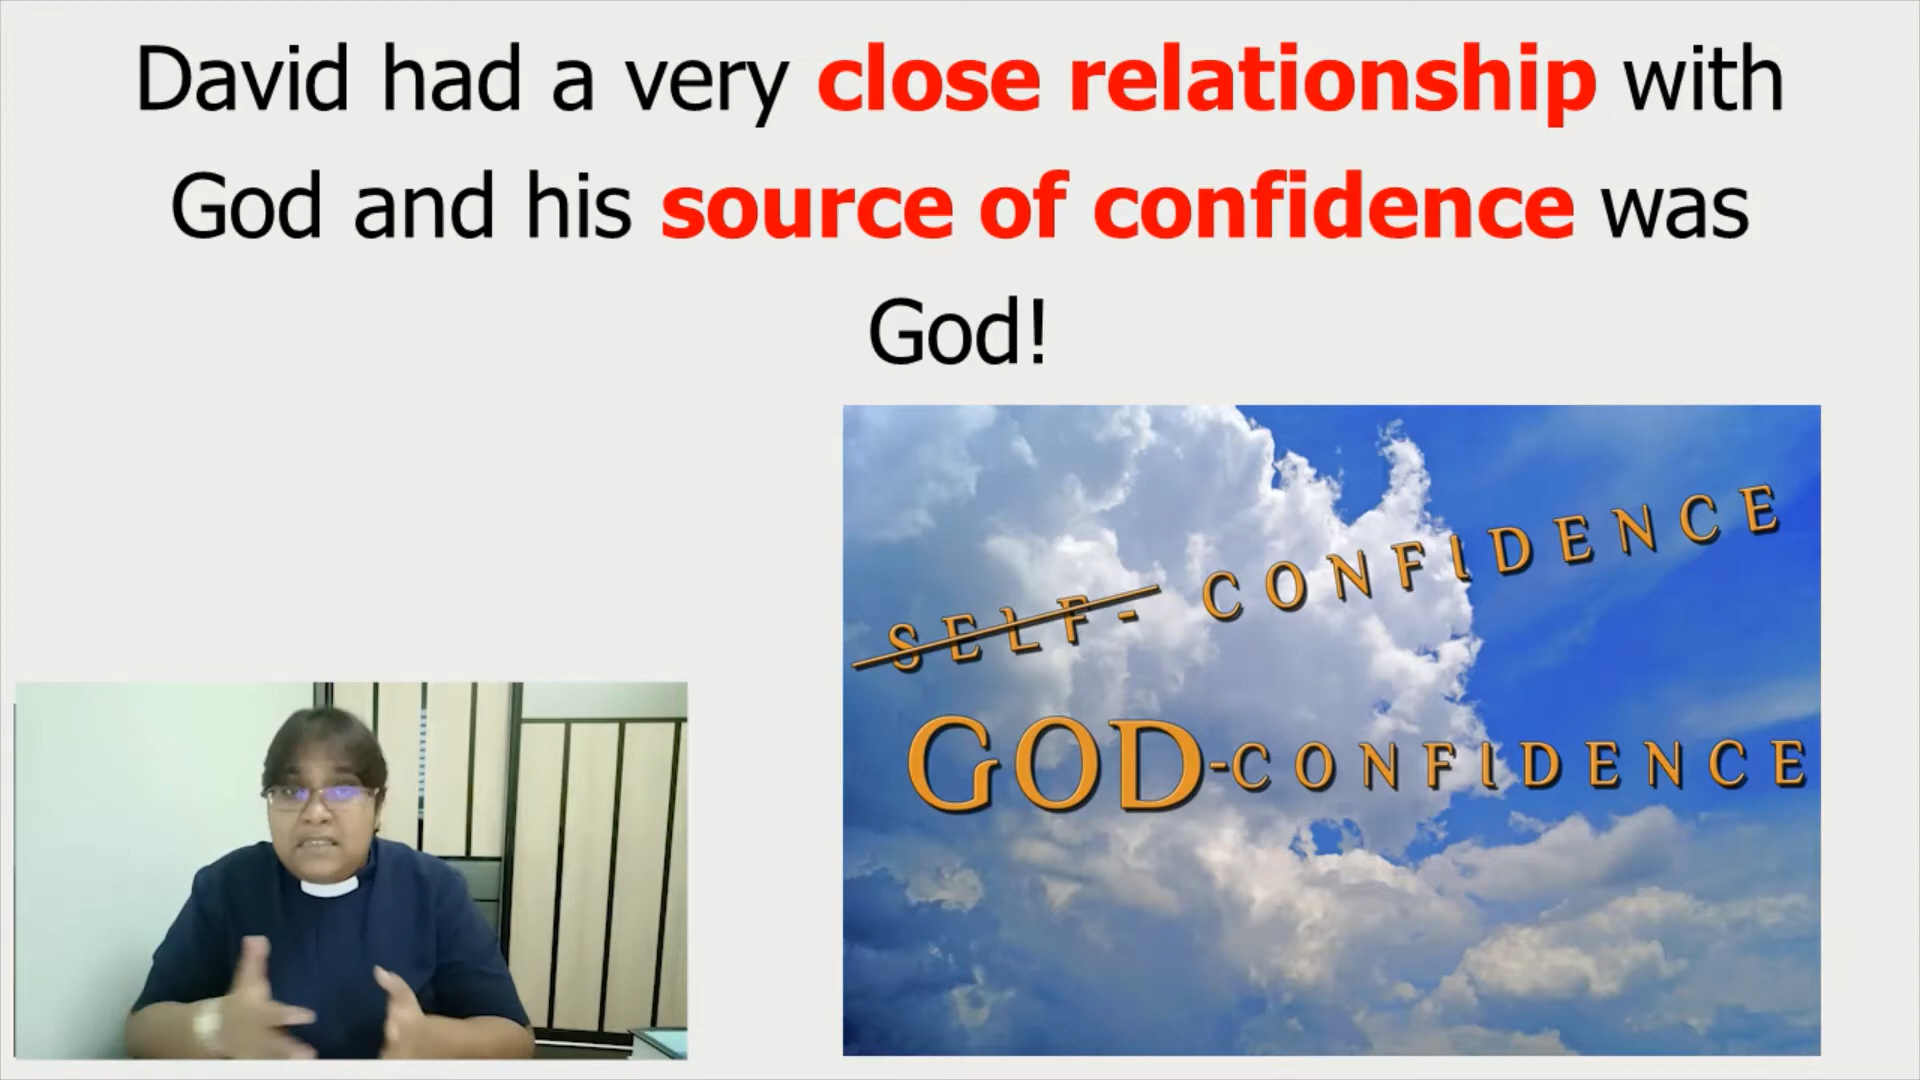 David had a very close relationship with
God and his source of confidence was
God!
SELF- CONFIDENCE
GOD-CONFIDENCE